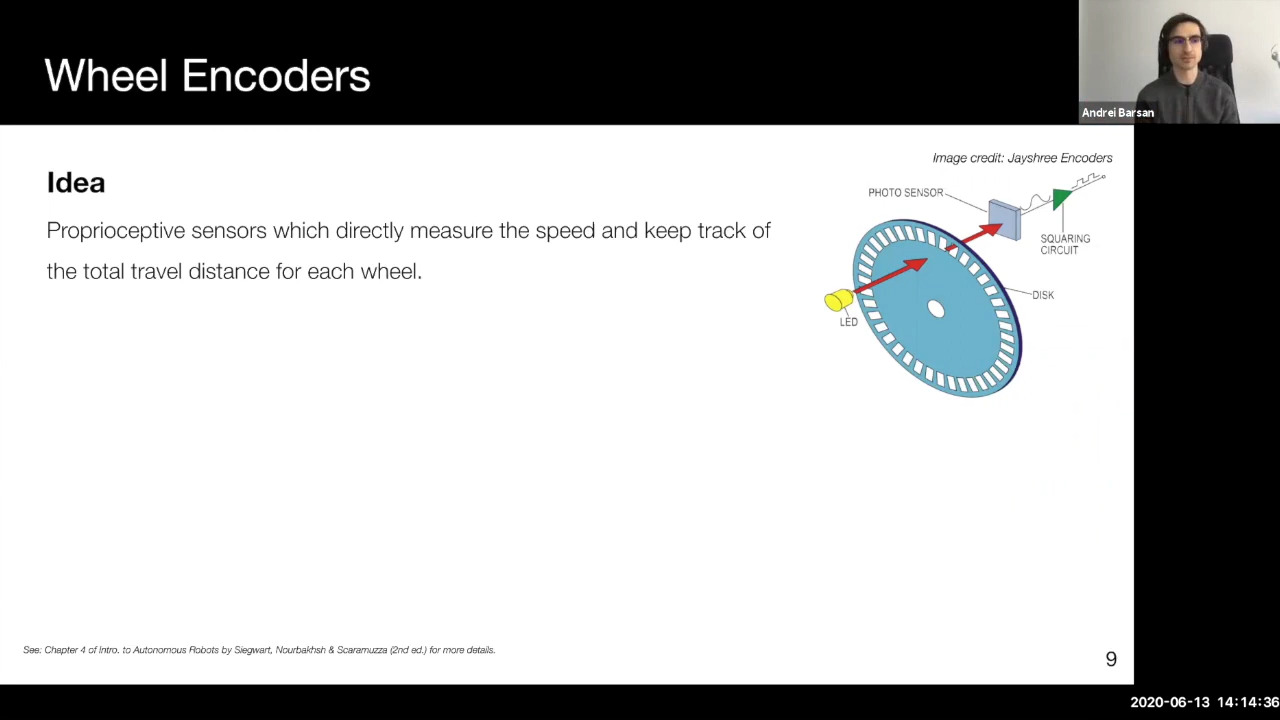 Wheel Encoders
Andrei Barsan
Image credit: Jayshree Encoders
Idea
Proprioceptive sensors which directly measure the speed and keep track of
the total travel distance for each wheel.
PHOTO SENSOR
SQUARING
CIRCUIT
DISK
LED
See: Chapter 4 of Intro. to Autonomous Robots by Siegwart, Nourbakhsh & Scaramuzza (2nd ed.) for more details.
9
2020-06-13 14:14:36